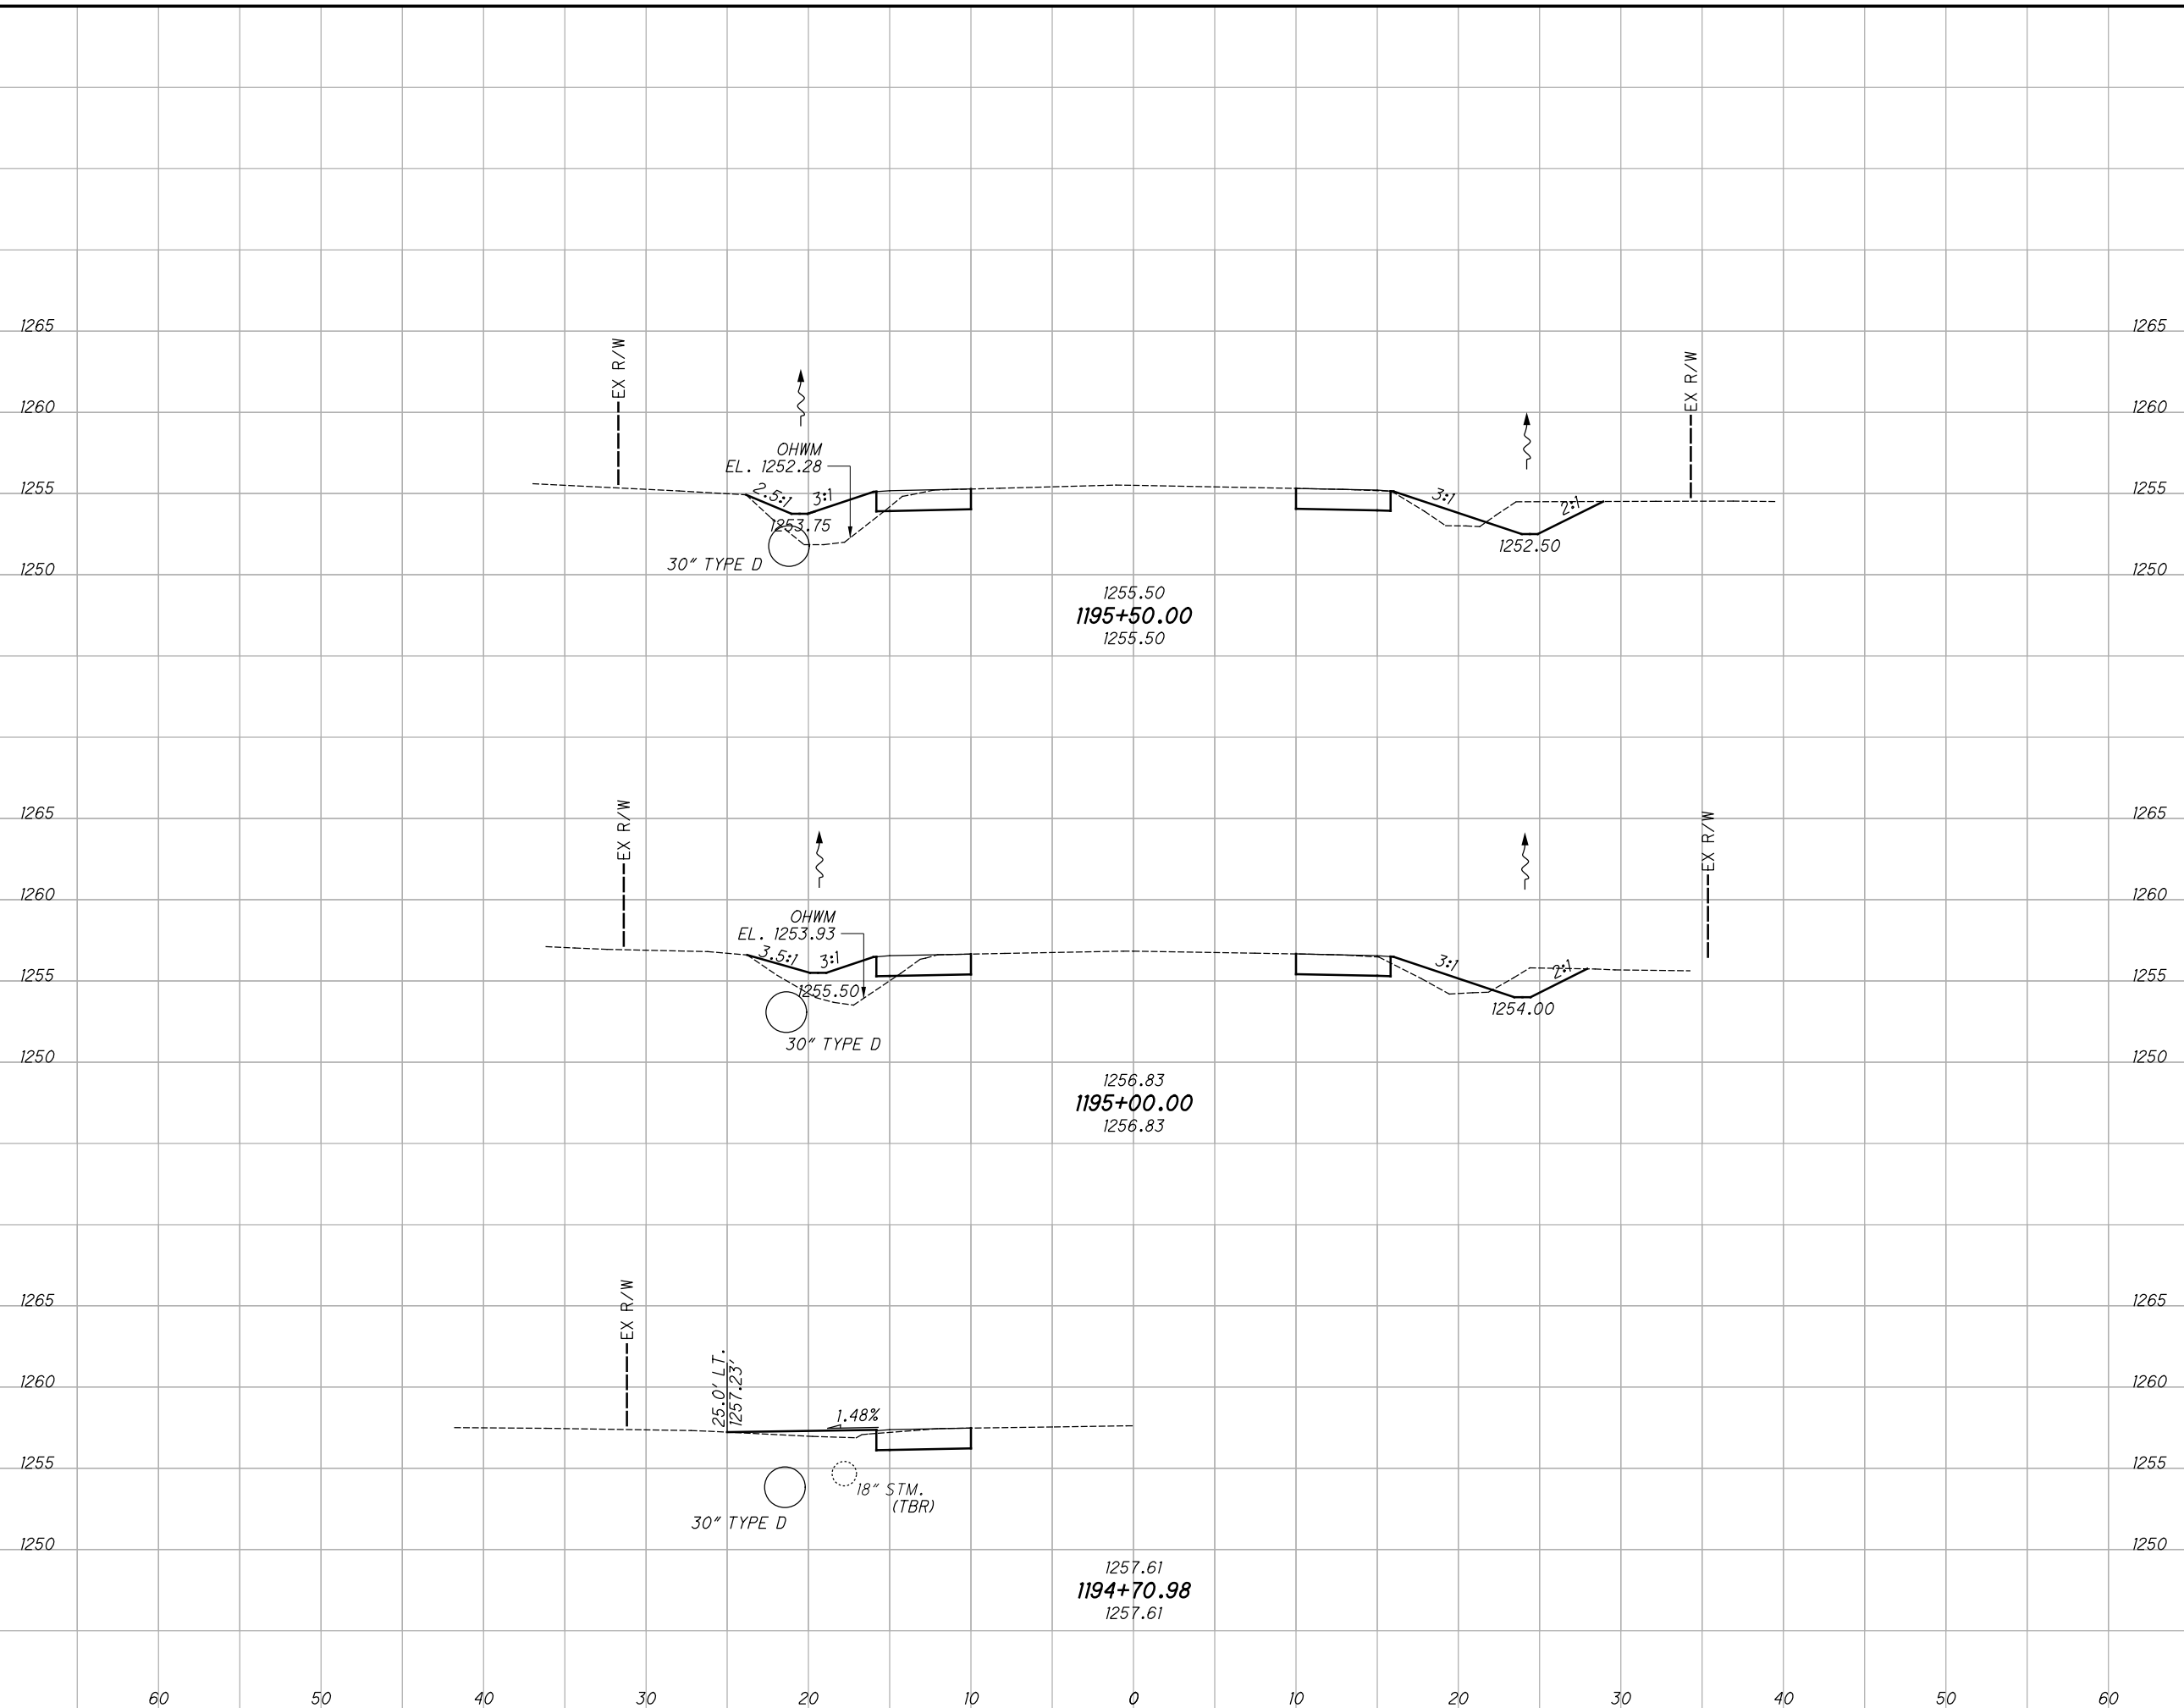 1265 1265
EX R/W EX R/W
1260 1260
OHWM
EL. 1252.28
1255 1255
2.5:1 3:1 3:1 2:1
1253.75
1252.50
30" TYPE D
1250 1250
1255.50
1195+50.00
1255.50
1265 1265
EX R/W EX R/W
1260 1260
OHWM
EL. 1253.93
3.5:1 3:1 3:1 2:1
1255 1255
1255.50
1254.00
30" TYPE D
1250 1250
1256.83
1195+00.00
1256.83
1265 1265
EX R/W
1260 1260
25.0' LT.
1257.23'
1.48%
1255 1255
18" STM.
(TBR)
30" TYPE D
1250 1250
1257.61
1194+70.98
1257.61
60 50 40 30 20 10 0 10 20 30 40 50 60